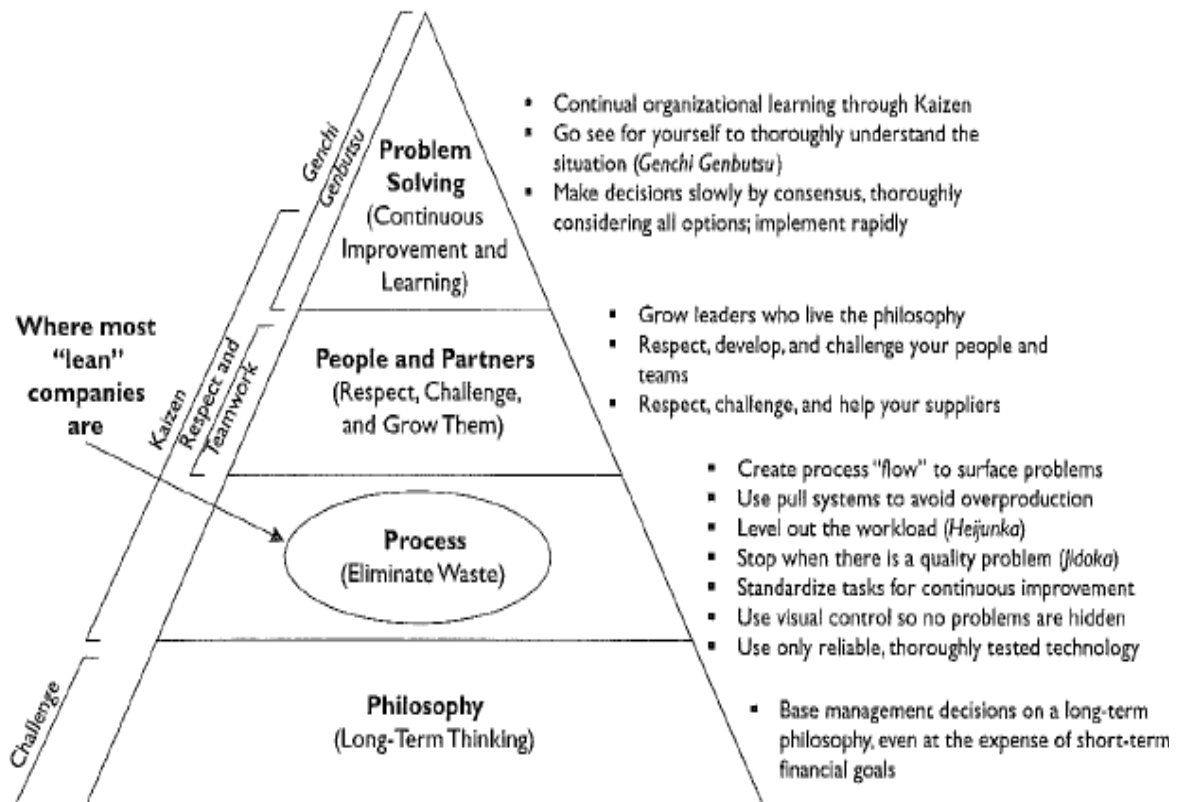 Genchi
Genbutsu
Problem
Solving
(Continuous
Improvement and
Learning)
▪ Continual organizational learning through Kaizen
▪ Go see for yourself to thoroughly understand the
situation (Genchi Genbutsu)
▪ Make decisions slowly by consensus, thoroughly
considering all options; implement rapidly
Where most
"lean"
companies
are
Kaizen
Respect and
Teamwork
People and Partners
(Respect, Challenge,
and Grow Them)
▪ Grow leaders who live the philosophy
▪ Respect, develop, and challenge your people and
teams
▪ Respect, challenge, and help your suppliers
Process
(Eliminate Waste)
▪ Create process "flow" to surface problems
▪ Use pull systems to avoid overproduction
▪ Level out the workload (Heijunka)
▪ Stop when there is a quality problem (Jidoka)
▪ Standardize tasks for continuous improvement
▪ Use visual control so no problems are hidden
▪ Use only reliable, thoroughly tested technology
Challenge
Philosophy
(Long-Term Thinking)
▪ Base management decisions on a long-term
philosophy, even at the expense of short-term
financial goals